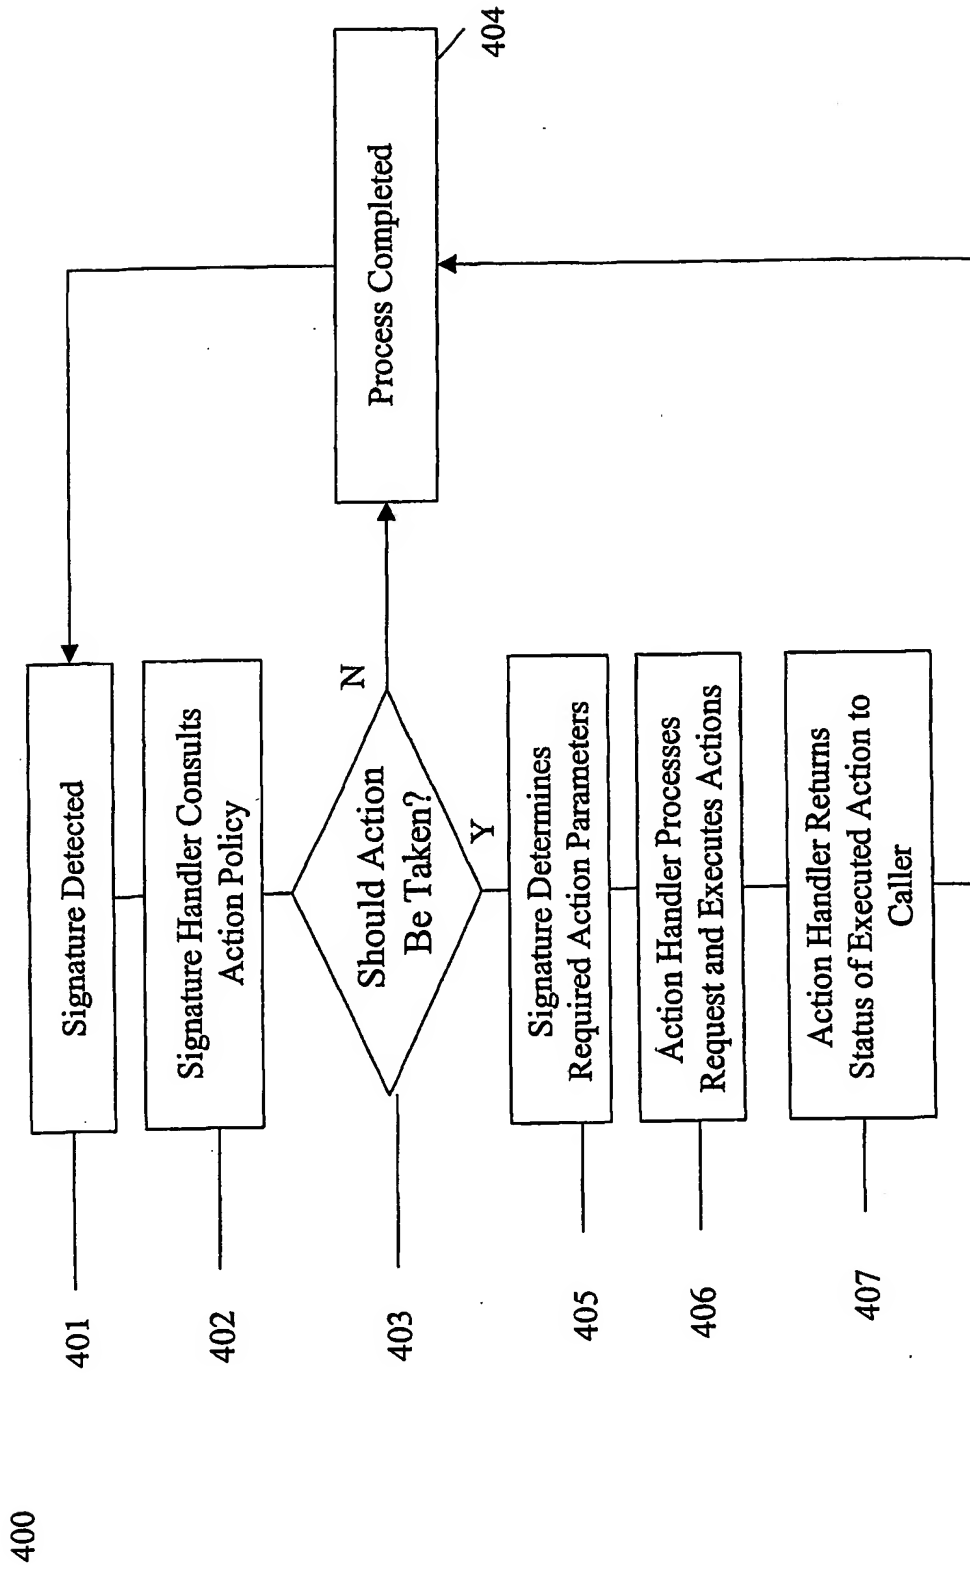 400
401
Signature Detected
402
Signature Handler Consults
Action Policy
403
Should Action
Be Taken?
N
Y
Process Completed
404
405
Signature Determines
Required Action Parameters
406
Action Handler Processes
Request and Executes Actions
407
Action Handler Returns
Status of Executed Action to
Caller